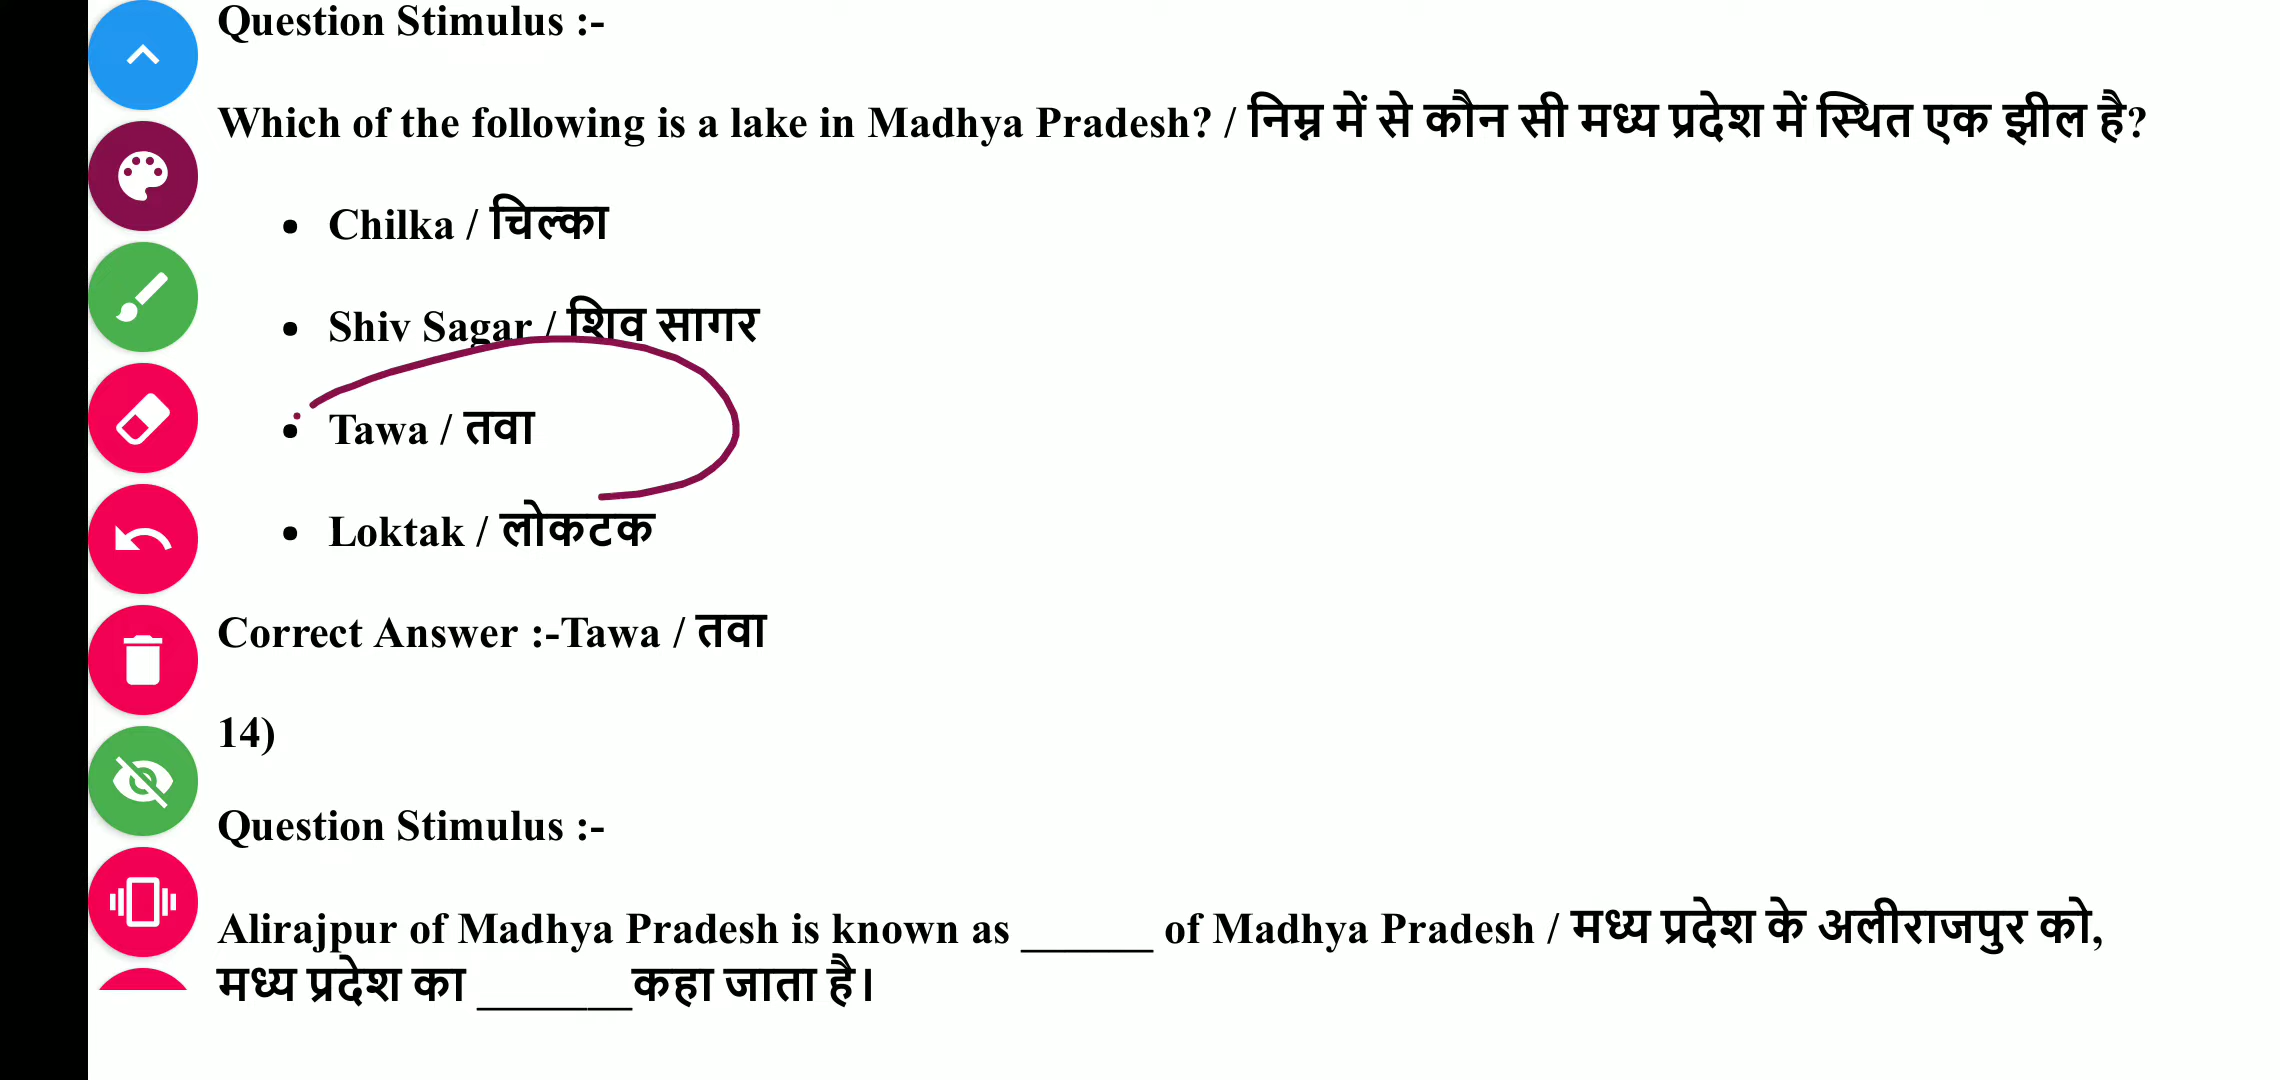 Question Stimulus :-
Which of the following is a lake in Madhya Pradesh? / निम्न में से कौन सी मध्य प्रदेश में स्थित एक झील है?
• Chilka / चिल्का
• Shiv Sagar / शिव सागर
• Tawa / तवा
• Loktak / लोकटक
Correct Answer :-Tawa / तवा
14)
Question Stimulus :-
Alirajpur of Madhya Pradesh is known as ______ of Madhya Pradesh / मध्य प्रदेश के अलीराजपुर को,
मध्य प्रदेश का _______कहा जाता है।